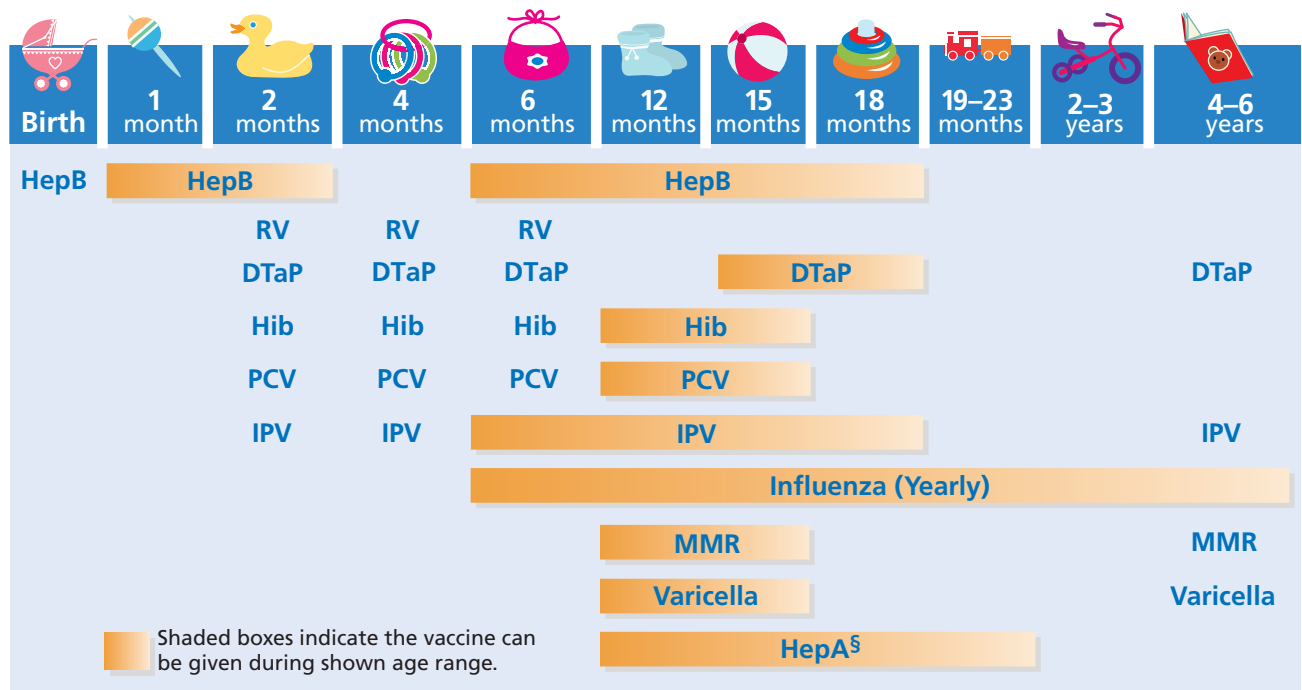 Birth
1
month
2
months
4
months
6
months
12
months
15
months
18
months
19–23
months
2–3
years
4–6
years
HepB HepB HepB
RV RV RV
DTaP DTaP DTaP DTaP DTaP
Hib Hib Hib Hib
PCV PCV PCV PCV
IPV IPV IPV IPV
Influenza (Yearly)
MMR MMR
Varicella Varicella
HepA§
Shaded boxes indicate the vaccine can
be given during shown age range.